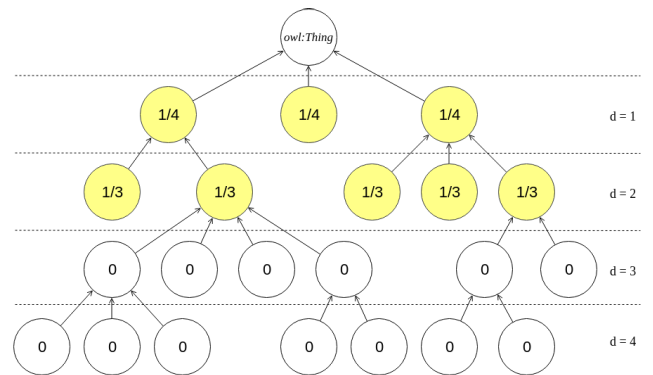 owl:Thing
1/4 1/4 1/4 d = 1
1/3 1/3 1/3 1/3 1/3 d = 2
0 0 0 0 0 0 d = 3
0 0 0 0 0 0 0 d = 4